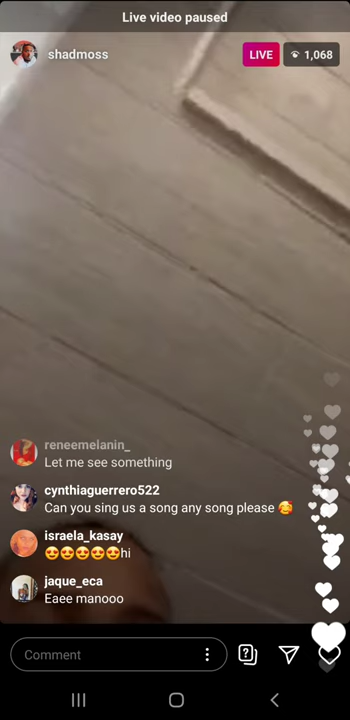 Live video paused
shadmoss
LIVE
1,068
reneemelanin_
Let me see something
cynthiaguerrero522
Can you sing us a song any song please 🥰
israela_kasay
😍😍😍😍😍hi
jaque_eca
Eaee manooo
Comment